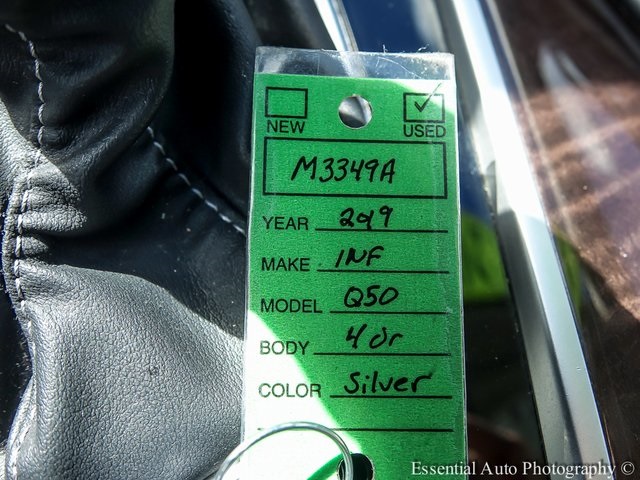 NEW USED
M3349A
YEAR 2019
MAKE INF
MODEL Q50
BODY 4 dr
COLOR Silver
Essential Auto Photography ©